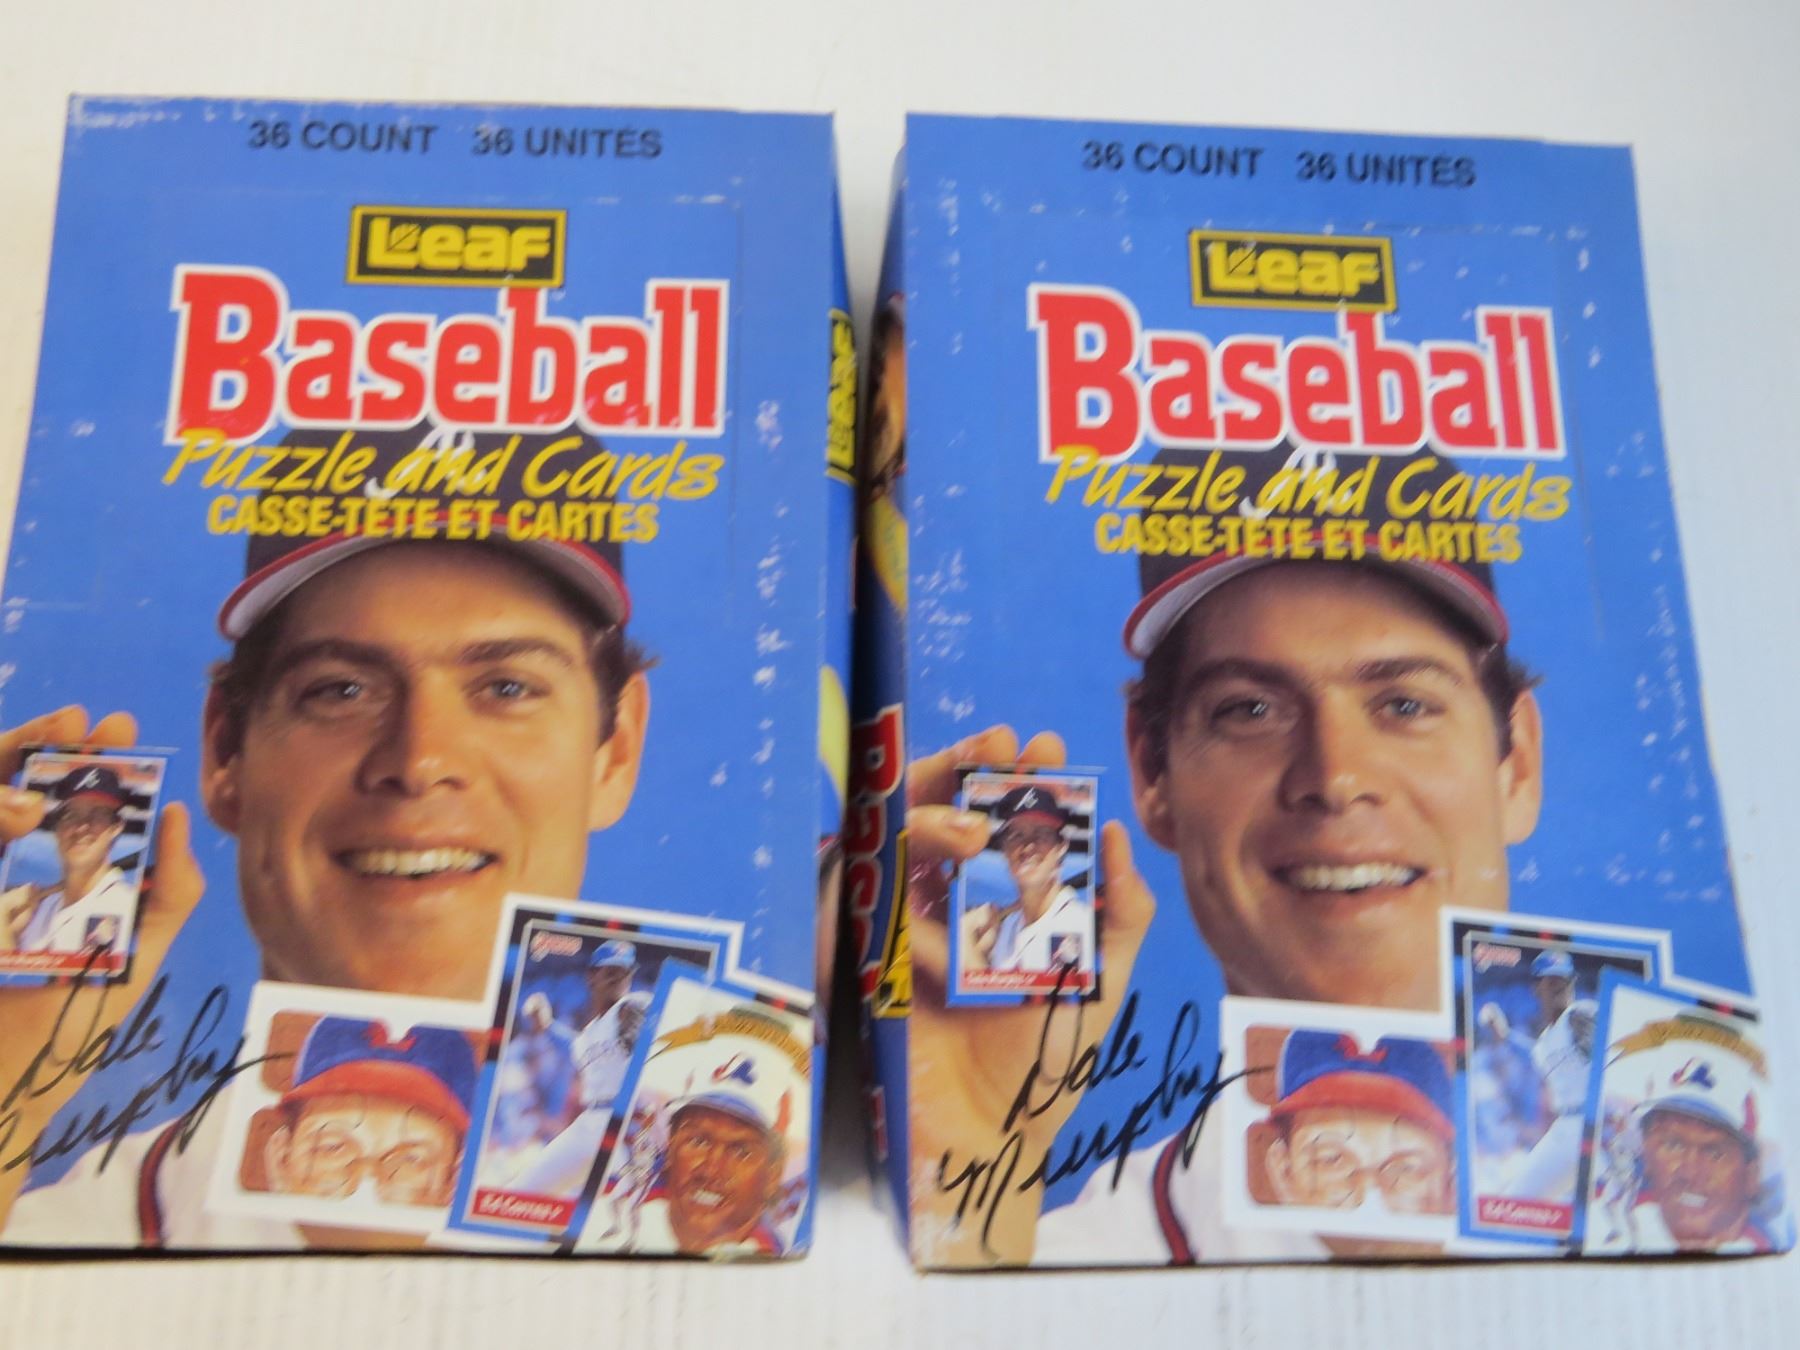 36 COUNT 36 UNITÉS
Leaf
Baseball
Puzzle and Cards
CASSE-TÊTE ET CARTES
Dale
Murphy
LEAF
36 COUNT 36 UNITÉS
Leaf
Baseball
Puzzle and Cards
CASSE-TÊTE ET CARTES
Dale
Murphy